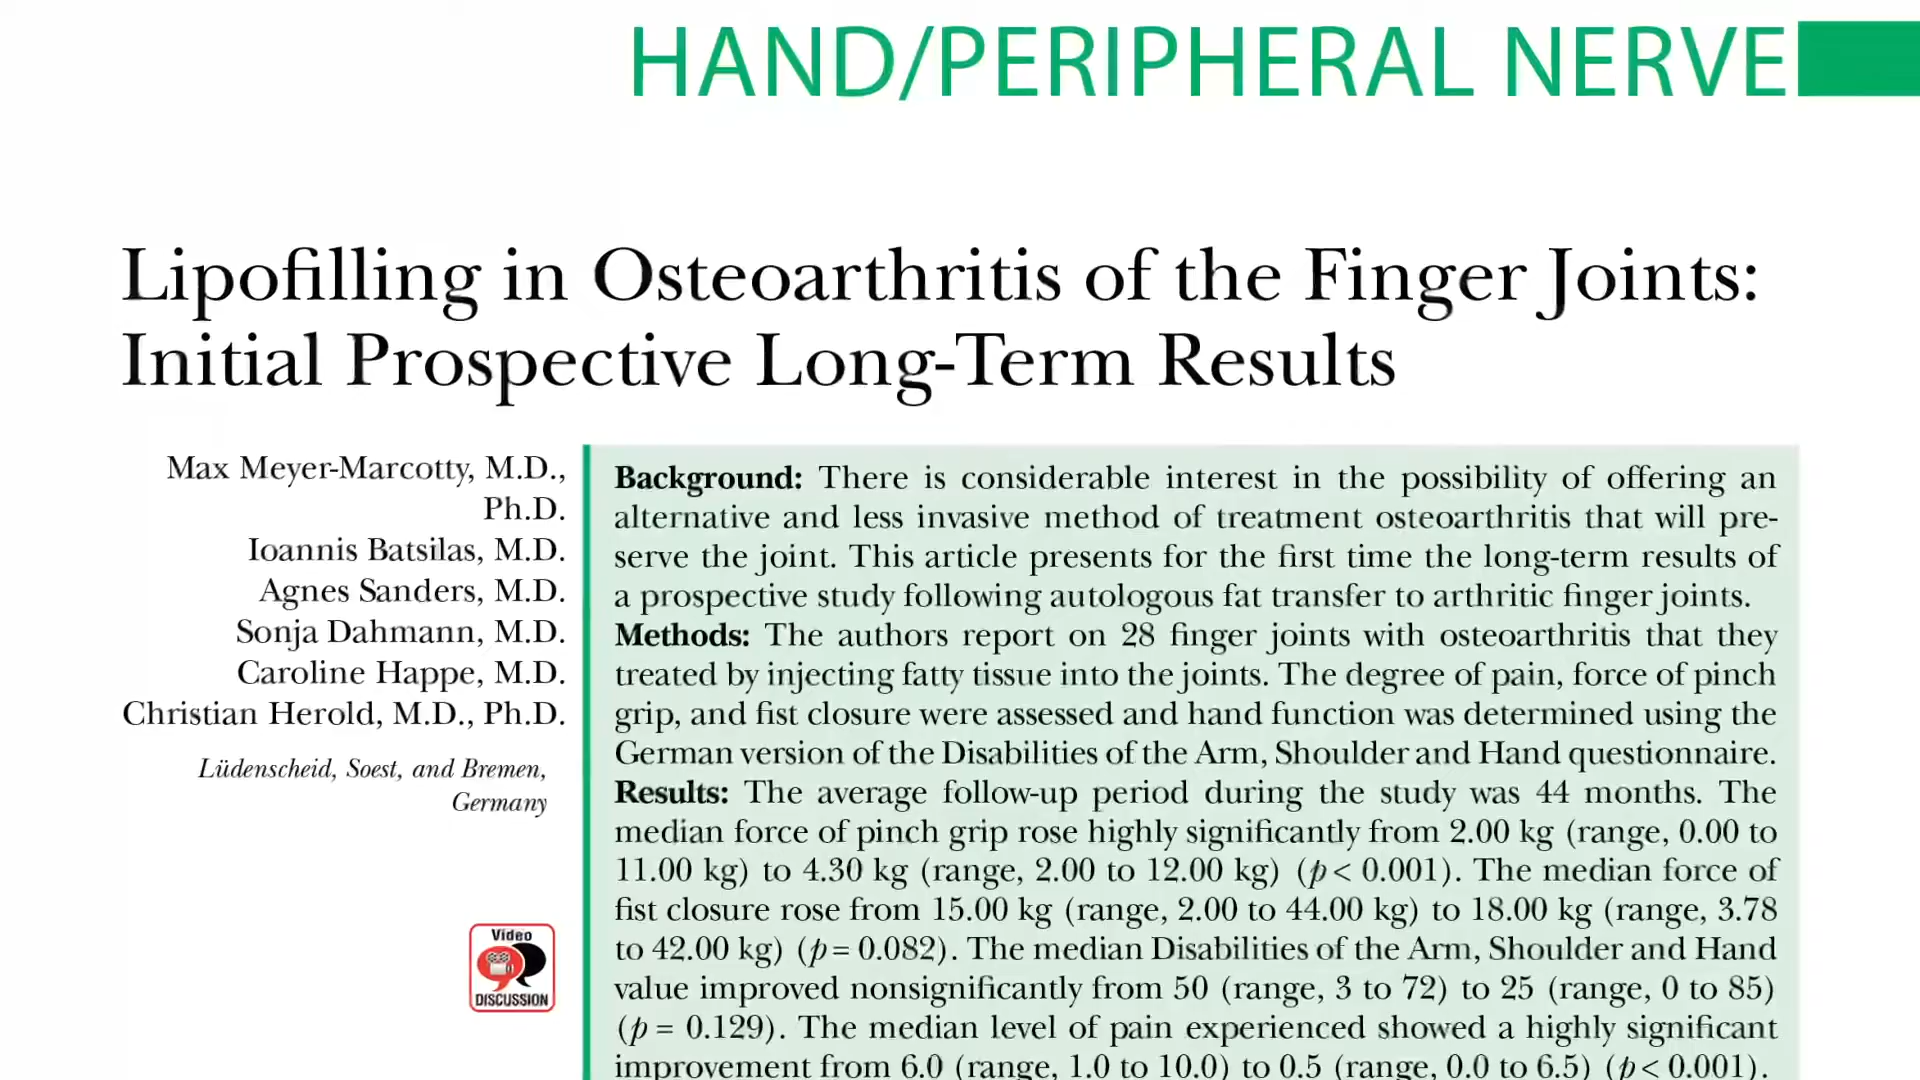 HAND/PERIPHERAL NERVE
Lipofilling in Osteoarthritis of the Finger Joints:
Initial Prospective Long-Term Results
Max Meyer-Marcotty, M.D.,
Ph.D.
Ioannis Batsilas, M.D.
Agnes Sanders, M.D.
Sonja Dahmann, M.D.
Caroline Happe, M.D.
Christian Herold, M.D., Ph.D.
Lüdenscheid, Soest, and Bremen,
Germany
Video
DISCUSSION
Background: There is considerable interest in the possibility of offering an
alternative and less invasive method of treatment osteoarthritis that will pre-
serve the joint. This article presents for the first time the long-term results of
a prospective study following autologous fat transfer to arthritic finger joints.
Methods: The authors report on 28 finger joints with osteoarthritis that they
treated by injecting fatty tissue into the joints. The degree of pain, force of pinch
grip, and fist closure were assessed and hand function was determined using the
German version of the Disabilities of the Arm, Shoulder and Hand questionnaire.
Results: The average follow-up period during the study was 44 months. The
median force of pinch grip rose highly significantly from 2.00 kg (range, 0.00 to
11.00 kg) to 4.30 kg (range, 2.00 to 12.00 kg) (p < 0.001). The median force of
fist closure rose from 15.00 kg (range, 2.00 to 44.00 kg) to 18.00 kg (range, 3.78
to 42.00 kg) (p = 0.082). The median Disabilities of the Arm, Shoulder and Hand
value improved nonsignificantly from 50 (range, 3 to 72) to 25 (range, 0 to 85)
(p = 0.129). The median level of pain experienced showed a highly significant
improvement from 6.0 (range, 1.0 to 10.0) to 0.5 (range, 0.0 to 6.5) (p < 0.001).